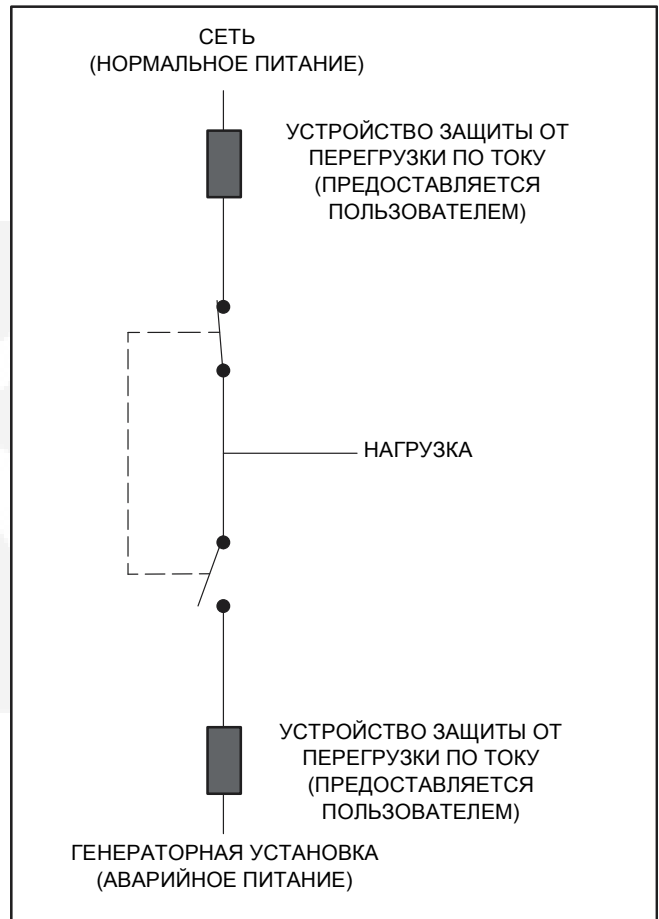 СЕТЬ
(НОРМАЛЬНОЕ ПИТАНИЕ)
УСТРОЙСТВО ЗАЩИТЫ ОТ
ПЕРЕГРУЗКИ ПО ТОКУ
(ПРЕДОСТАВЛЯЕТСЯ
ПОЛЬЗОВАТЕЛЕМ)
НАГРУЗКА
УСТРОЙСТВО ЗАЩИТЫ ОТ
ПЕРЕГРУЗКИ ПО ТОКУ
(ПРЕДОСТАВЛЯЕТСЯ
ПОЛЬЗОВАТЕЛЕМ)
ГЕНЕРАТОРНАЯ УСТАНОВКА
(АВАРИЙНОЕ ПИТАНИЕ)